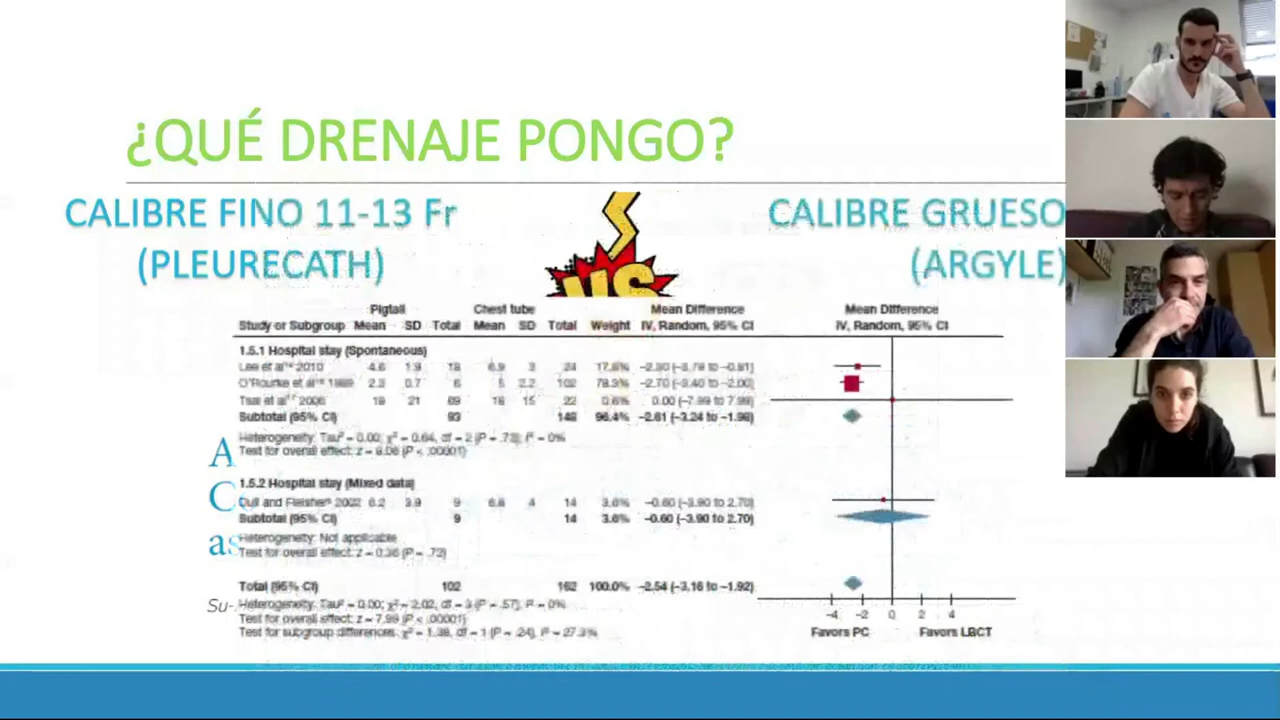 ¿QUÉ DRENAJE PONGO?
CALIBRE FINO 11-13 Fr
(PLEURECATH)
VS
CALIBRE GRUESO
(ARGYLE)
Pigtail Chest tube Mean Difference Mean Difference
Study or Subgroup Mean SD Total Mean SD Total Weight IV, Random, 95% CI IV, Random, 95% CI
1.5.1 Hospital stay (Spontaneous)
Lee et al 2010 4.6 1.9 18 6.9 3 24 17.5% −2.30 (−3.79 to −0.81)
O'Rourke et al 1989 2.3 0.7 6 5 2.2 102 78.3% −2.70 (−3.40 to −2.00)
Tsai et al 2006 18 21 69 18 15 22 0.6% 0.00 (−7.99 to 7.99)
Subtotal (95% CI) 93 148 96.4% −2.61 (−3.24 to −1.98)
Heterogeneity: Tau² = 0.00; χ² = 0.64, df = 2 (P = .73); I² = 0%
Test for overall effect: z = 8.06 (P < .00001)
A
C
as
1.5.2 Hospital stay (Mixed data)
Dull and Fleisher 2002 6.2 3.9 9 6.8 4 14 3.6% −0.60 (−3.90 to 2.70)
Subtotal (95% CI) 9 14 3.6% −0.60 (−3.90 to 2.70)
Heterogeneity: Not applicable
Test for overall effect: z = 0.36 (P = .72)
Total (95% CI) 102 162 100.0% −2.54 (−3.16 to −1.92)
Su-
Heterogeneity: Tau² = 0.00; χ² = 2.02, df = 3 (P = .57); I² = 0%
Test for overall effect: z = 7.99 (P < .00001)
Test for subgroup differences: χ² = 1.38, df = 1 (P = .24), I² = 27.3%
−4 −2 0 2 4
Favors PC Favors LBCT